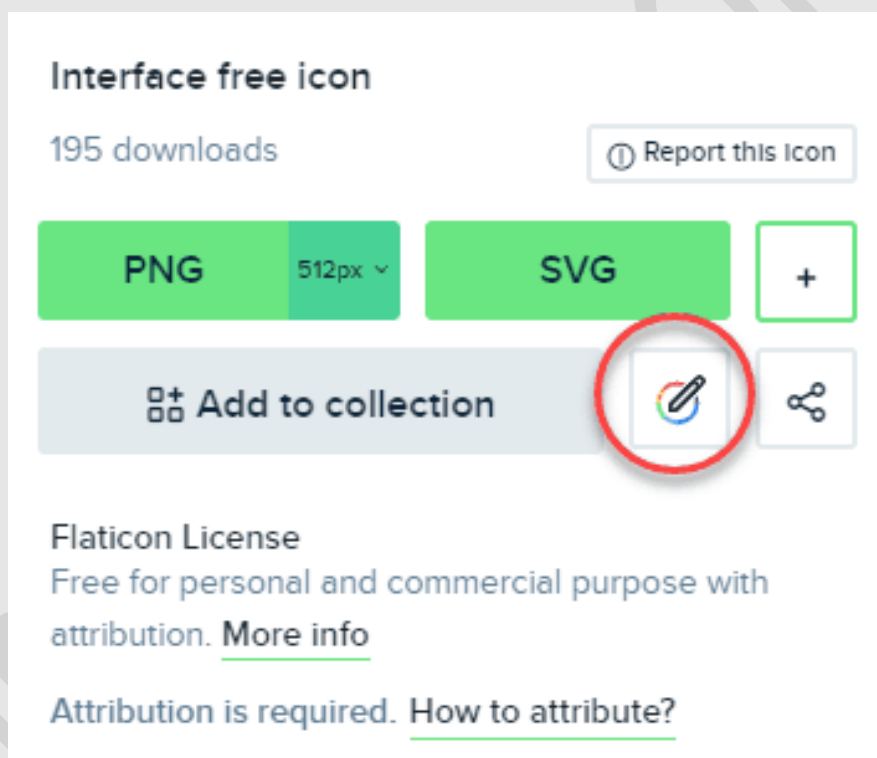 Interface free icon
195 downloads
Report this icon
PNG
512px
SVG
+
Add to collection
Flaticon License
Free for personal and commercial purpose with
attribution. More info
Attribution is required. How to attribute?